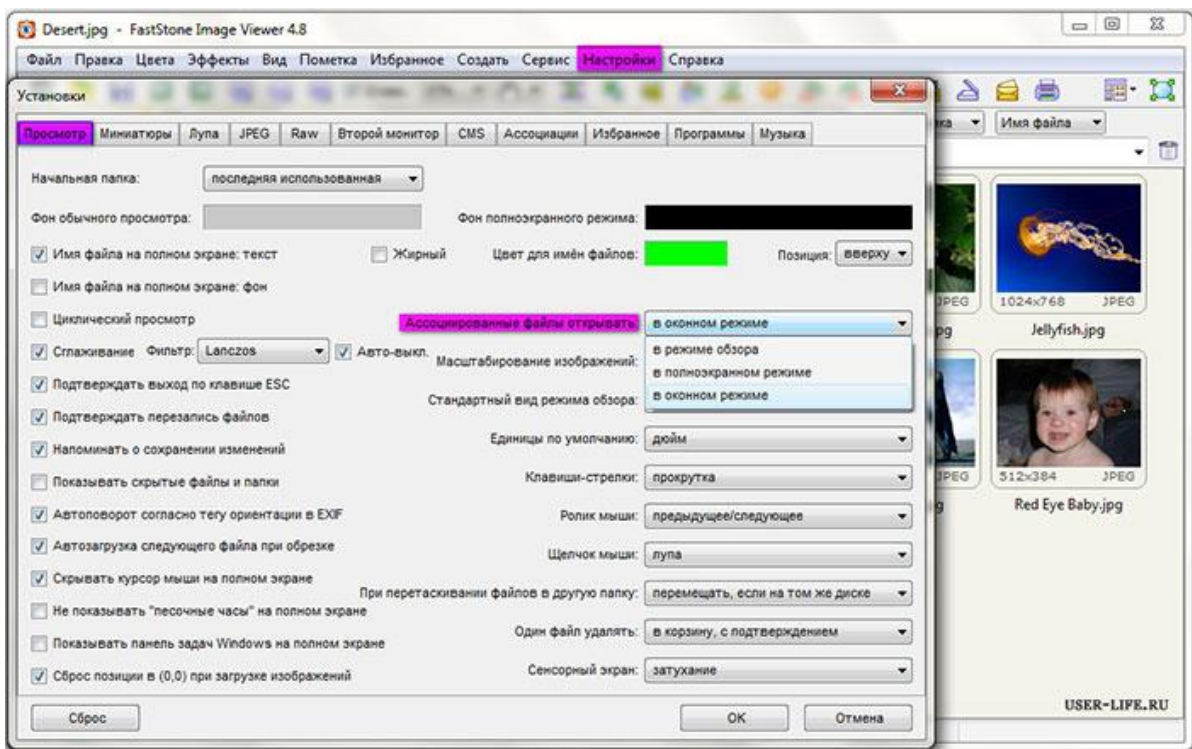 Desert.jpg - FastStone Image Viewer 4.8
Файл Правка Цвета Эффекты Вид Пометка Избранное Создать Сервис Настройки Справка
Установки
Просмотр Миниатюры Лупа JPEG Raw Второй монитор CMS Ассоциации Избранное Программы Музыка
Имя файла
Начальная папка: последняя использованная
Фон обычного просмотра: Фон полноэкранного режима:
Имя файла на полном экране: текст Жирный Цвет для имён файлов: Позиция: вверху
Имя файла на полном экране: фон
JPEG 1024x768 JPEG
Циклический просмотр Ассоциированные файлы открывать: в оконном режиме
pg Jellyfish.jpg
Сглаживание Фильтр: Lanczos Авто-выкл. Масштабирование изображений: в режиме обзора
в полноэкранном режиме
Подтверждать выход по клавише ESC
Стандартный вид режима обзора: в оконном режиме
Подтверждать перезапись файлов
Единицы по умолчанию: дюйм
Напоминать о сохранении изменений
Показывать скрытые файлы и папки Клавиши-стрелки: прокрутка
JPEG 512x384 JPEG
g Red Eye Baby.jpg
Автоповорот согласно тегу ориентации в EXIF Ролик мыши: предыдущее/следующее
Автозагрузка следующего файла при обрезке
Щелчок мыши: лупа
Скрывать курсор мыши на полном экране
При перетаскивании файлов в другую папку: перемещать, если на том же диске
Не показывать "песочные часы" на полном экране
Один файл удалять: в корзину, с подтверждением
Показывать панель задач Windows на полном экране
Сброс позиции в (0,0) при загрузке изображений Сенсорный экран: затухание
USER-LIFE.RU
Сброс OK Отмена